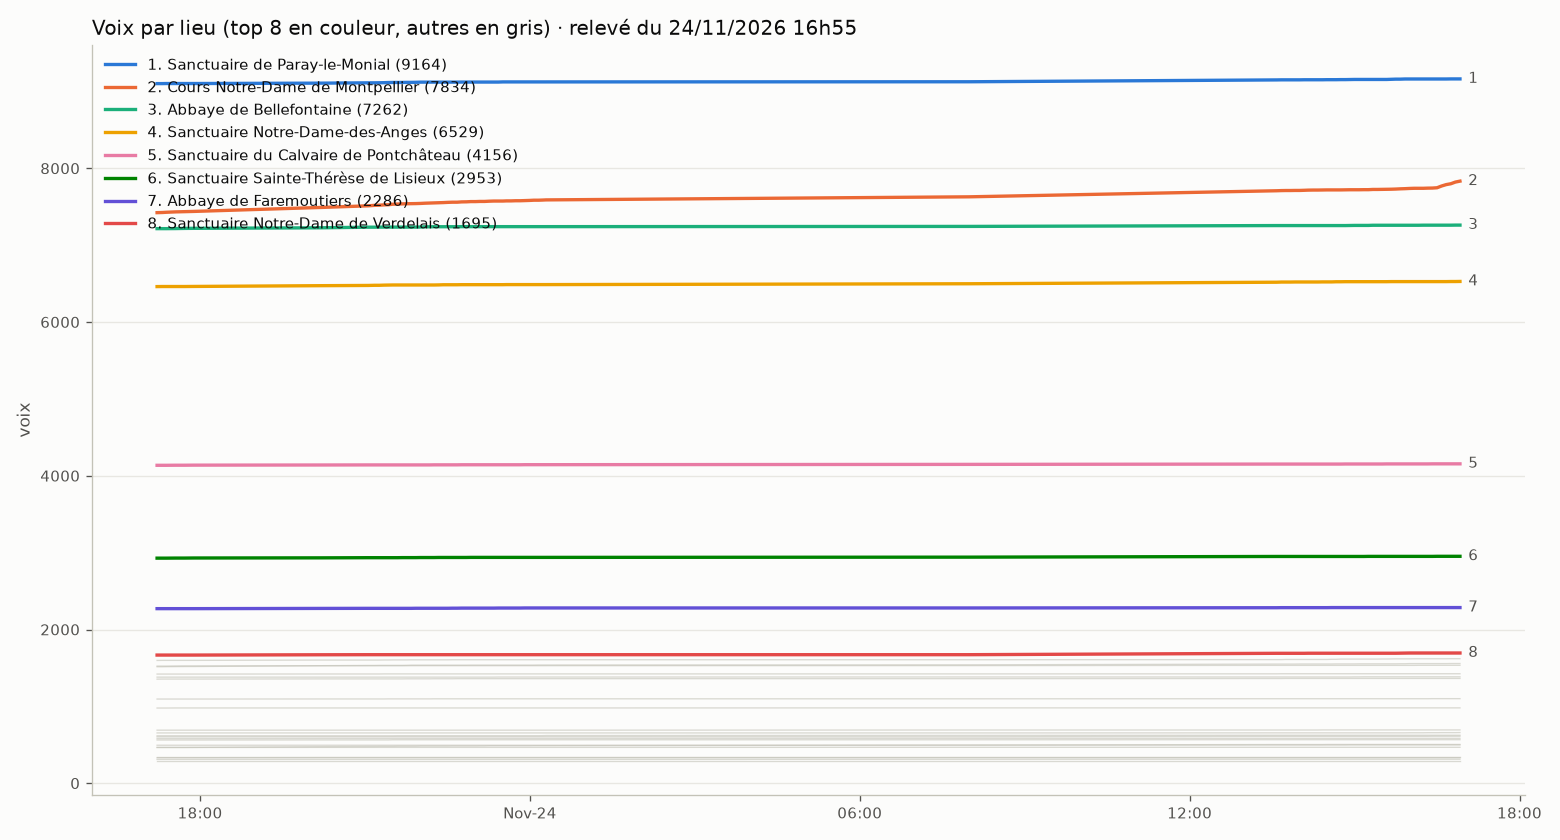 Voix par lieu (top 8 en couleur, autres en gris) · relevé du 24/11/2026 16h55
1. Sanctuaire de Paray-le-Monial (9164)
2. Cours Notre-Dame de Montpellier (7834)
3. Abbaye de Bellefontaine (7262)
4. Sanctuaire Notre-Dame-des-Anges (6529)
5. Sanctuaire du Calvaire de Pontchâteau (4156)
6. Sanctuaire Sainte-Thérèse de Lisieux (2953)
7. Abbaye de Faremoutiers (2286)
8. Sanctuaire Notre-Dame de Verdelais (1695)
1
2
3
4
5
6
7
8
voix
8000
6000
4000
2000
0
18:00
Nov-24
06:00
12:00
18:00